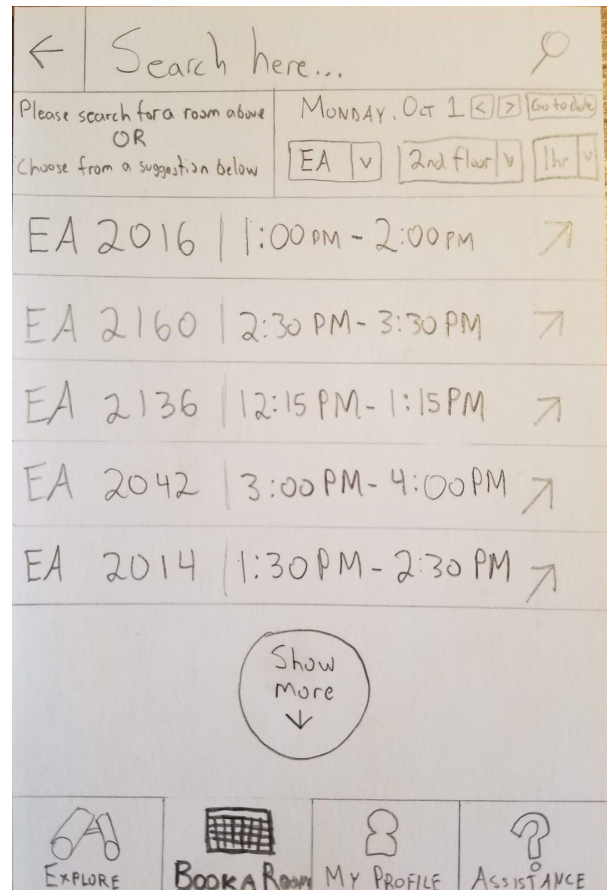 ← Search here...
Please search for a room above
OR
Choose from a suggestion below
MONDAY, OCT 1 < > Go to date
EA v 2nd floor v 1hr v
EA 2016 | 1:00 PM - 2:00 PM
EA 2160 | 2:30 PM - 3:30 PM
EA 2136 | 12:15 PM - 1:15 PM
EA 2042 | 3:00 PM - 4:00 PM
EA 2014 | 1:30 PM - 2:30 PM
Show
More
↓
EXPLORE BOOK A ROOM MY PROFILE ASSISTANCE